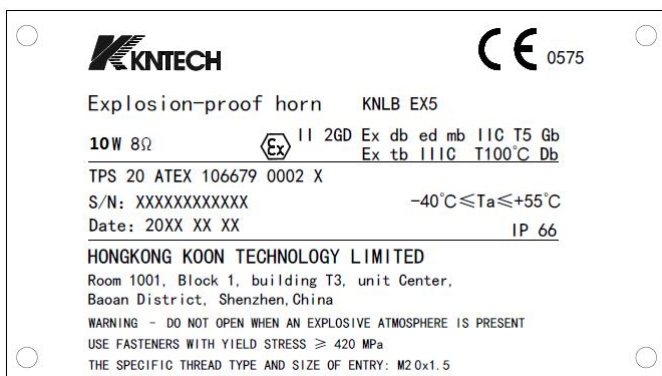 KNTECH
CE 0575
Explosion-proof horn KNLB EX5
10W 8Ω Ex II 2GD Ex db ed mb IIC T5 Gb
Ex tb IIIC T100℃ Db
TPS 20 ATEX 106679 0002 X
S/N: XXXXXXXXXXXX -40℃≤Ta≤+55℃
Date: 20XX XX XX IP 66
HONGKONG KOON TECHNOLOGY LIMITED
Room 1001, Block 1, building T3, unit Center,
Baoan District, Shenzhen,China
WARNING - DO NOT OPEN WHEN AN EXPLOSIVE ATMOSPHERE IS PRESENT
USE FASTENERS WITH YIELD STRESS ≥ 420 MPa
THE SPECIFIC THREAD TYPE AND SIZE OF ENTRY: M20x1.5